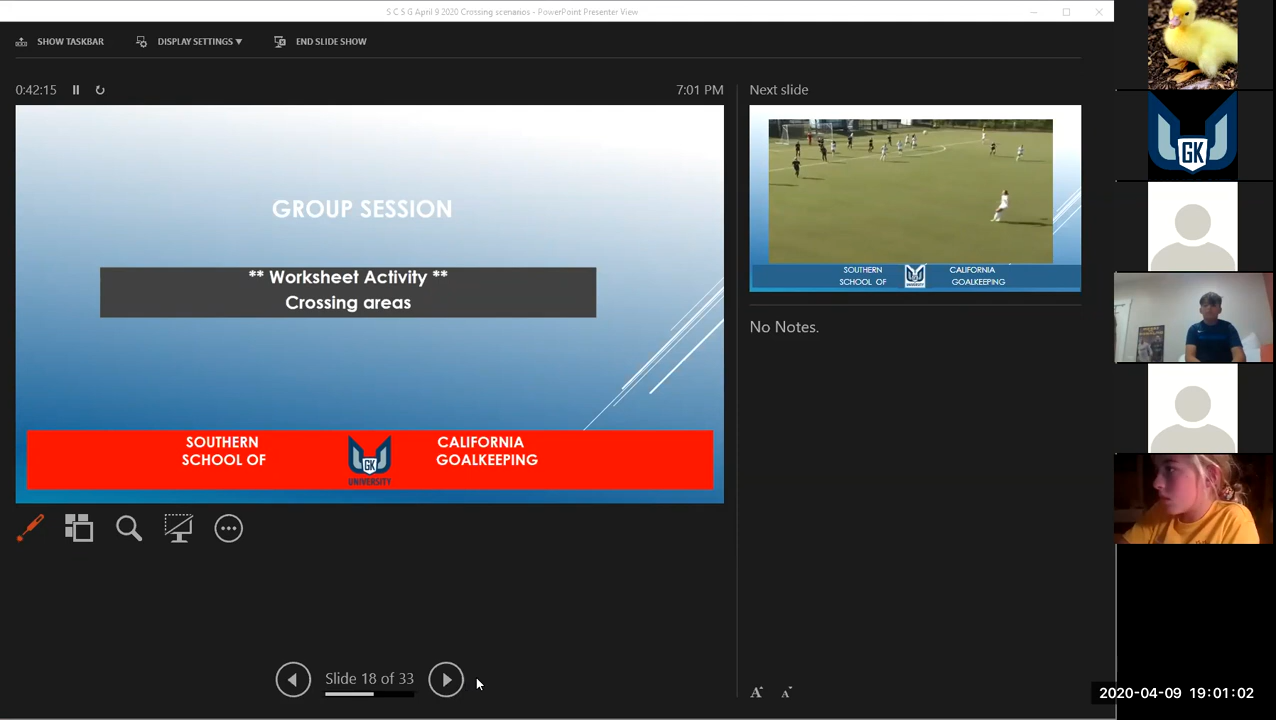 S C S G April 9 2020 Crossing scenarios - PowerPoint Presenter View
SHOW TASKBAR
DISPLAY SETTINGS ▾
END SLIDE SHOW
0:42:15
7:01 PM
GROUP SESSION
** Worksheet Activity **
Crossing areas
SOUTHERN
SCHOOL OF
GK
UNIVERSITY
CALIFORNIA
GOALKEEPING
Slide 18 of 33
Next slide
SOUTHERN
SCHOOL OF
CALIFORNIA
GOALKEEPING
No Notes.
A
A
GK
2020-04-09 19:01:02